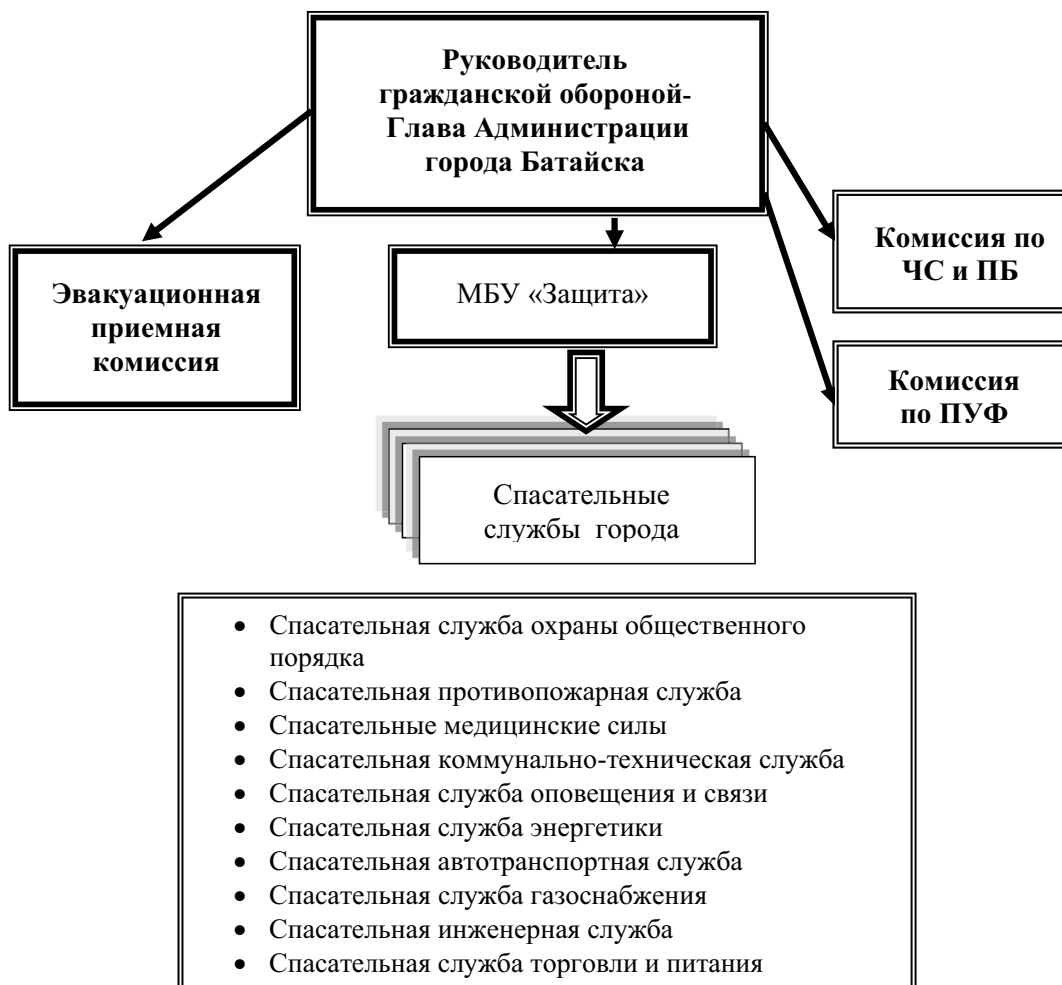 Руководитель
гражданской обороной-
Глава Администрации
города Батайска
Эвакуационная
приемная
комиссия
МБУ «Защита»
Комиссия по
ЧС и ПБ
Комиссия
по ПУФ
Спасательные
службы города
• Спасательная служба охраны общественного
порядка
• Спасательная противопожарная служба
• Спасательные медицинские силы
• Спасательная коммунально-техническая служба
• Спасательная служба оповещения и связи
• Спасательная служба энергетики
• Спасательная автотранспортная служба
• Спасательная служба газоснабжения
• Спасательная инженерная служба
• Спасательная служба торговли и питания